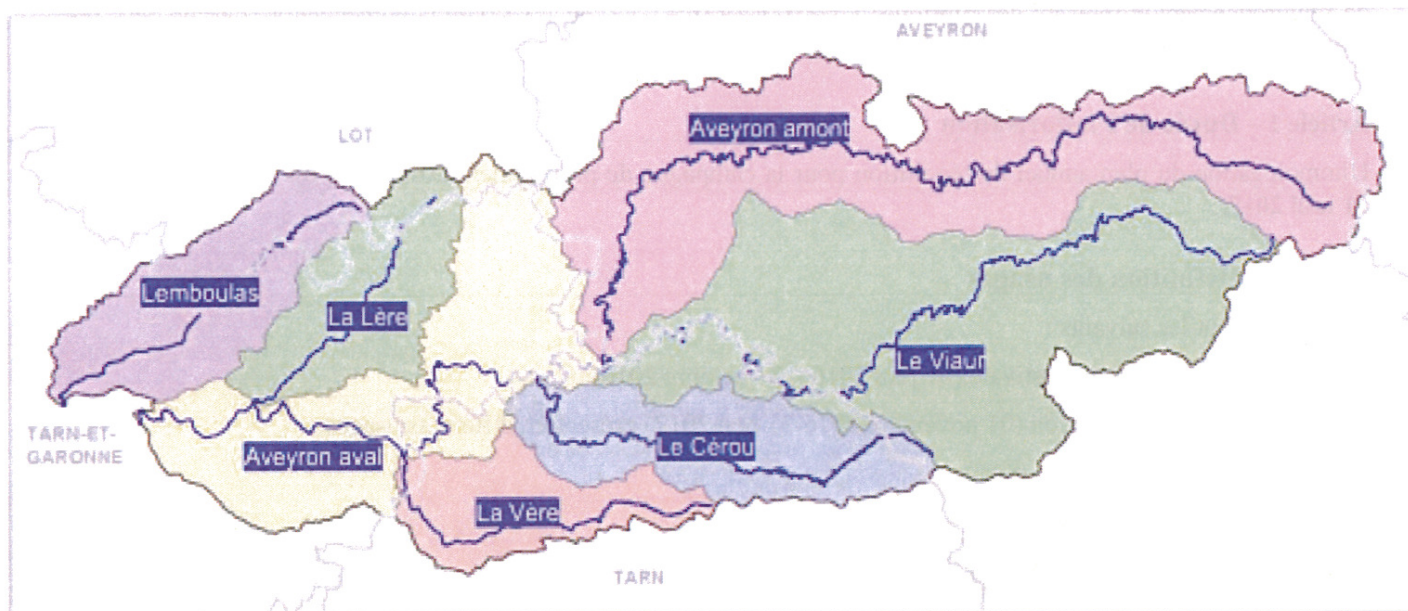 AVEYRON
LOT
Aveyron amont
Lemboulas
La Lère
Le Viaur
TARN-ET-
GARONNE
Aveyron aval
Le Cérou
La Vère
TARN